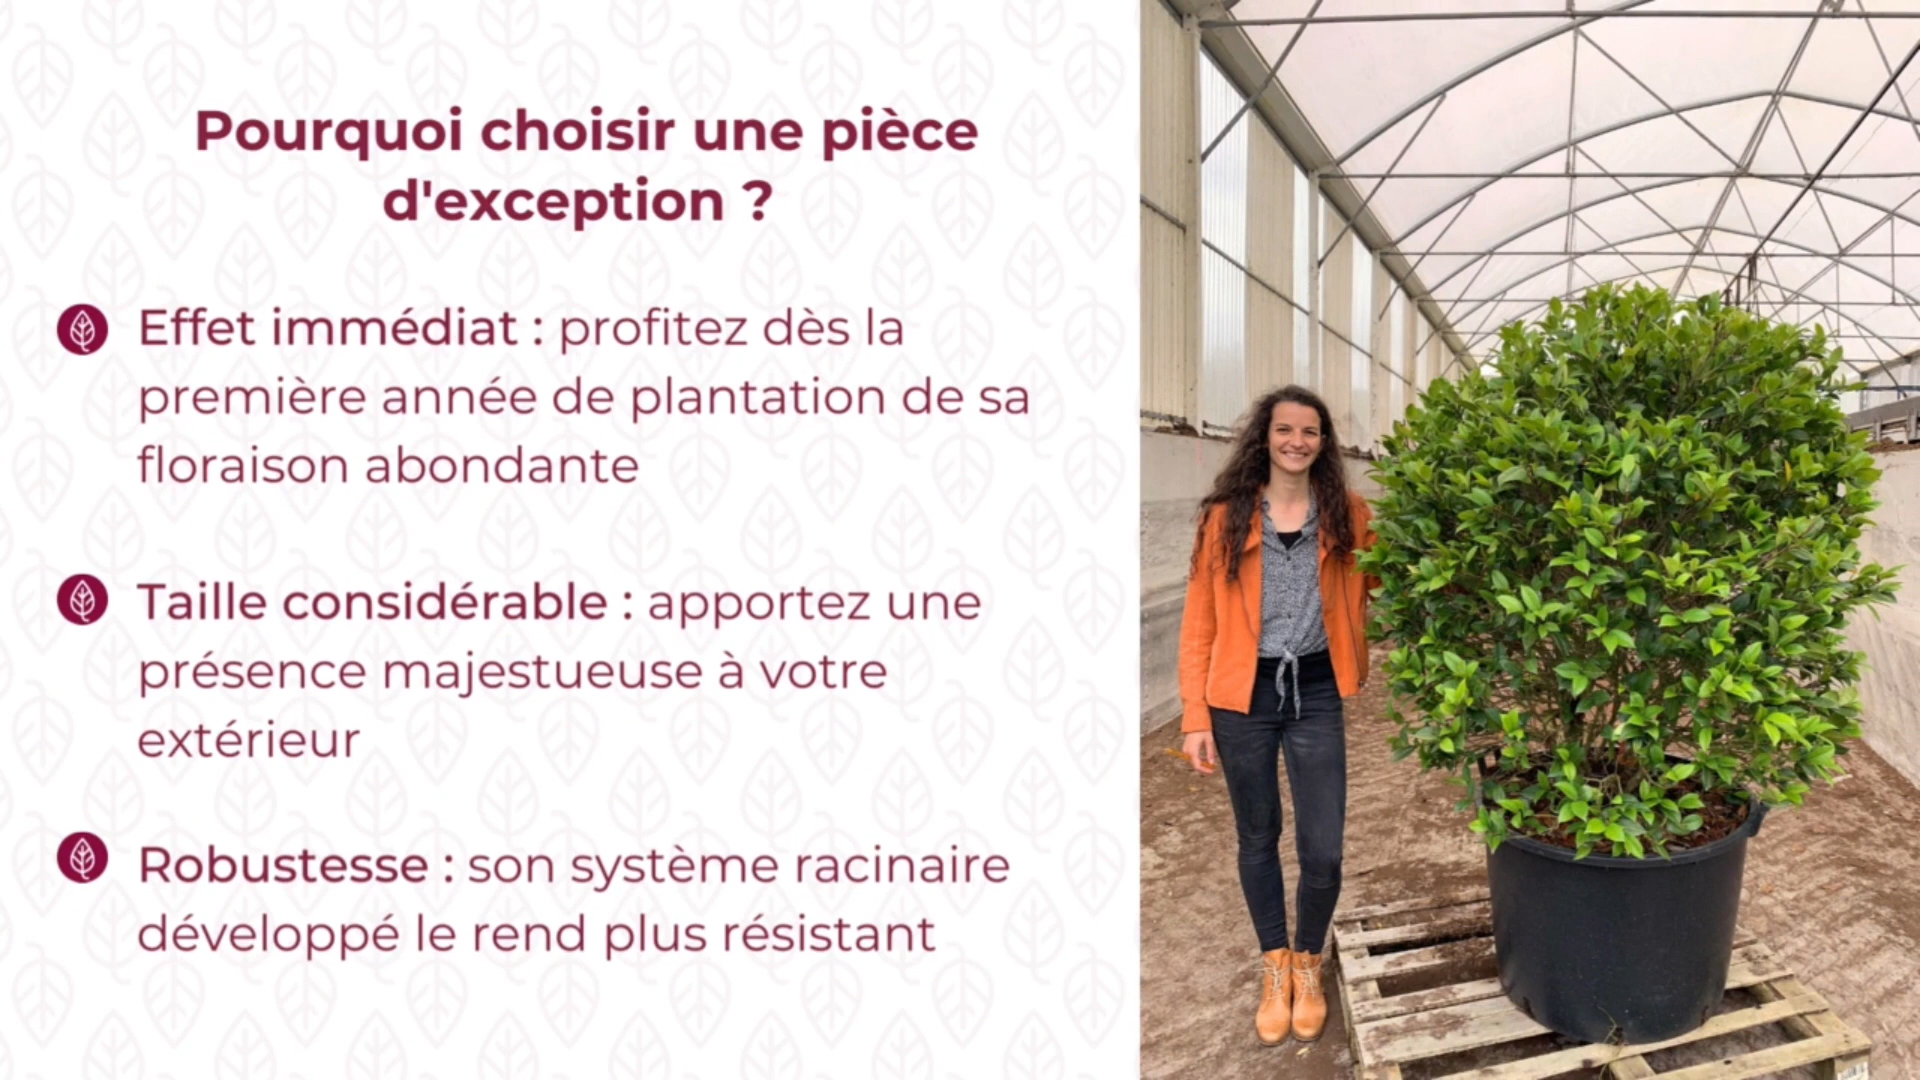 Pourquoi choisir une pièce
d'exception ?
Effet immédiat : profitez dès la
première année de plantation de sa
floraison abondante
Taille considérable : apportez une
présence majestueuse à votre
extérieur
Robustesse : son système racinaire
développé le rend plus résistant